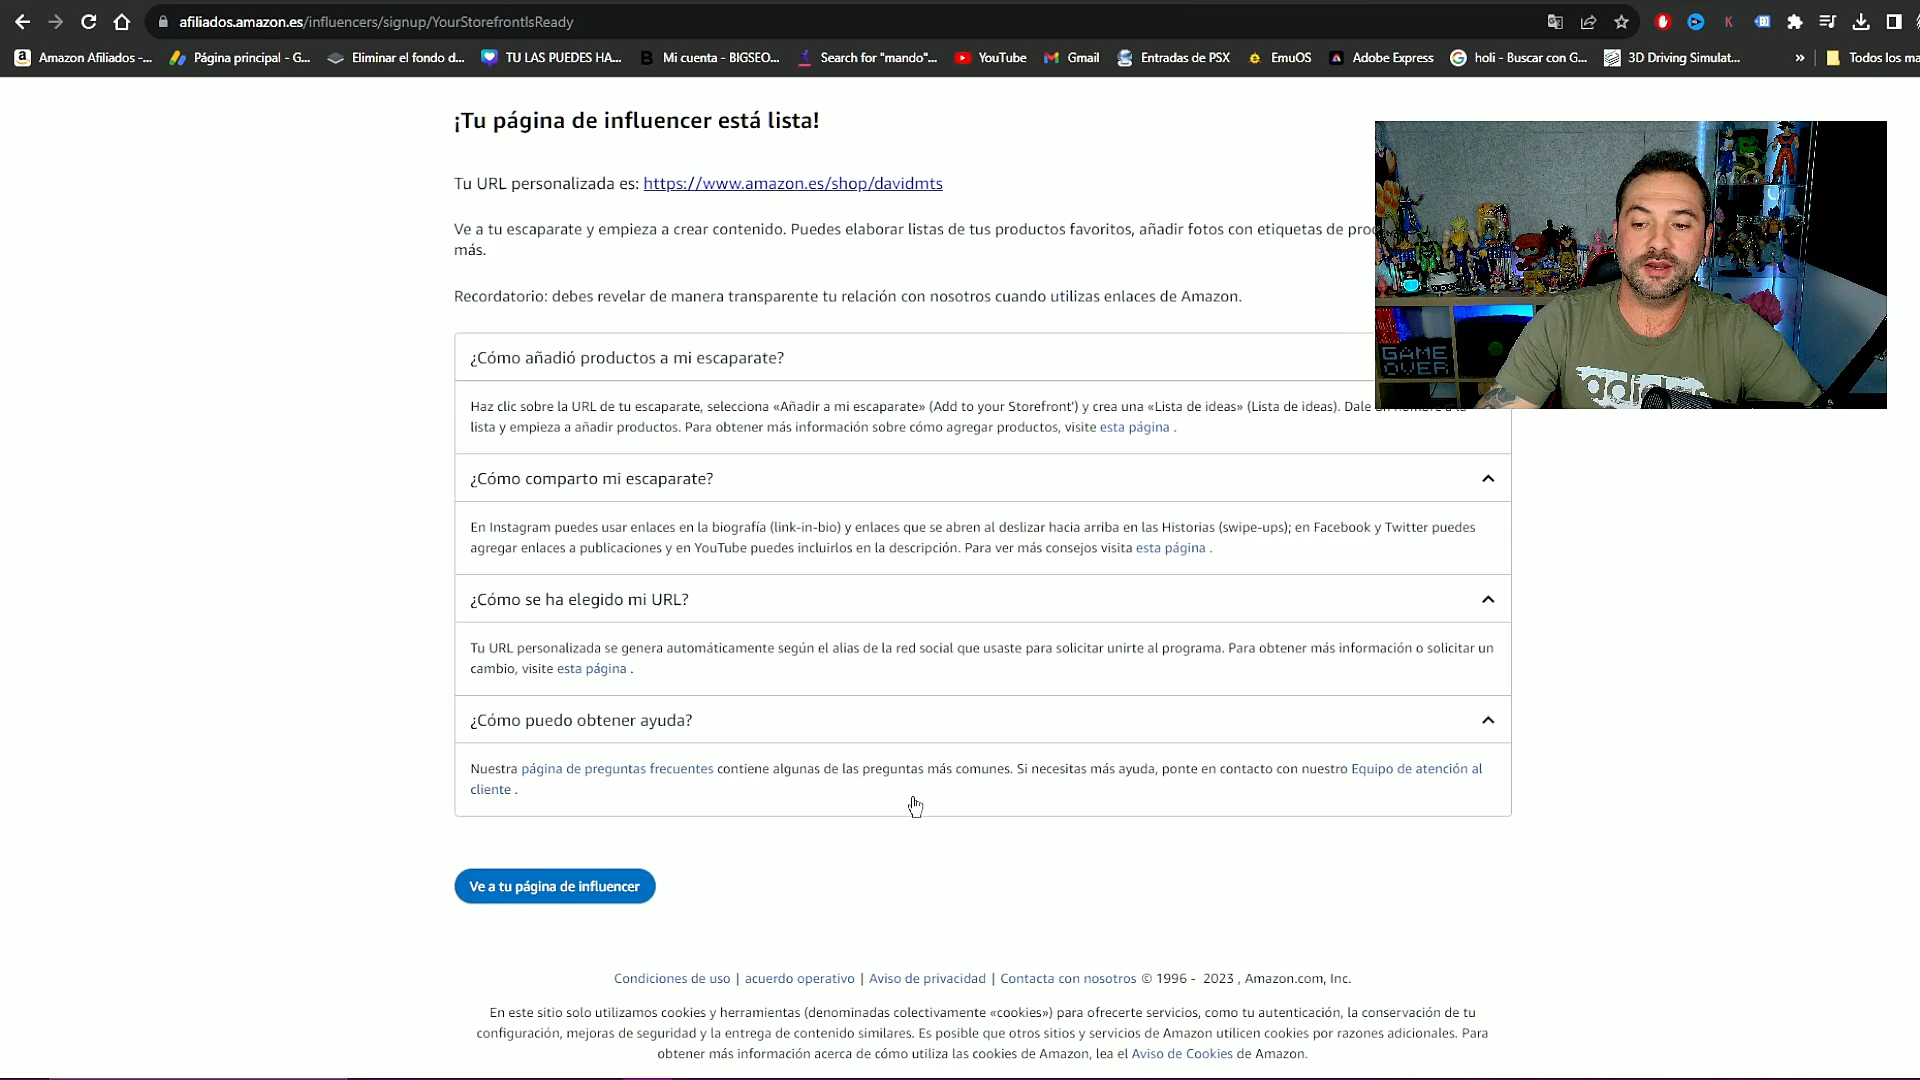 afiliados.amazon.es/influencers/signup/YourStorefrontIsReady
Amazon Afiliados -... Página principal - G... Eliminar el fondo d... TU LAS PUEDES HA... Mi cuenta - BIGSEO... Search for "mando"... YouTube Gmail Entradas de PSX EmuOS Adobe Express holi - Buscar con G... 3D Driving Simulat... » Todos los ma
¡Tu página de influencer está lista!
Tu URL personalizada es: https://www.amazon.es/shop/davidmts
Ve a tu escaparate y empieza a crear contenido. Puedes elaborar listas de tus productos favoritos, añadir fotos con etiquetas de
más.
Recordatorio: debes revelar de manera transparente tu relación con nosotros cuando utilizas enlaces de Amazon.
GAME
OVER
adidas
¿Cómo añadió productos a mi escaparate?
Haz clic sobre la URL de tu escaparate, selecciona «Añadir a mi escaparate» (Add to your Storefront') y crea una «Lista de ideas» (Lista de ideas). Dale
lista y empieza a añadir productos. Para obtener más información sobre cómo agregar productos, visite esta página .
¿Cómo comparto mi escaparate?
En Instagram puedes usar enlaces en la biografía (link-in-bio) y enlaces que se abren al deslizar hacia arriba en las Historias (swipe-ups); en Facebook y Twitter puedes
agregar enlaces a publicaciones y en YouTube puedes incluirlos en la descripción. Para ver más consejos visita esta página .
¿Cómo se ha elegido mi URL?
Tu URL personalizada se genera automáticamente según el alias de la red social que usaste para solicitar unirte al programa. Para obtener más información o solicitar un
cambio, visite esta página .
¿Cómo puedo obtener ayuda?
Nuestra página de preguntas frecuentes contiene algunas de las preguntas más comunes. Si necesitas más ayuda, ponte en contacto con nuestro Equipo de atención al
cliente .
Ve a tu página de influencer
Condiciones de uso | acuerdo operativo | Aviso de privacidad | Contacta con nosotros © 1996 - 2023 , Amazon.com, Inc.
En este sitio solo utilizamos cookies y herramientas (denominadas colectivamente «cookies») para ofrecerte servicios, como tu autenticación, la conservación de tu
configuración, mejoras de seguridad y la entrega de contenido similares. Es posible que otros sitios y servicios de Amazon utilicen cookies por razones adicionales. Para
obtener más información acerca de cómo utiliza las cookies de Amazon, lea el Aviso de Cookies de Amazon.